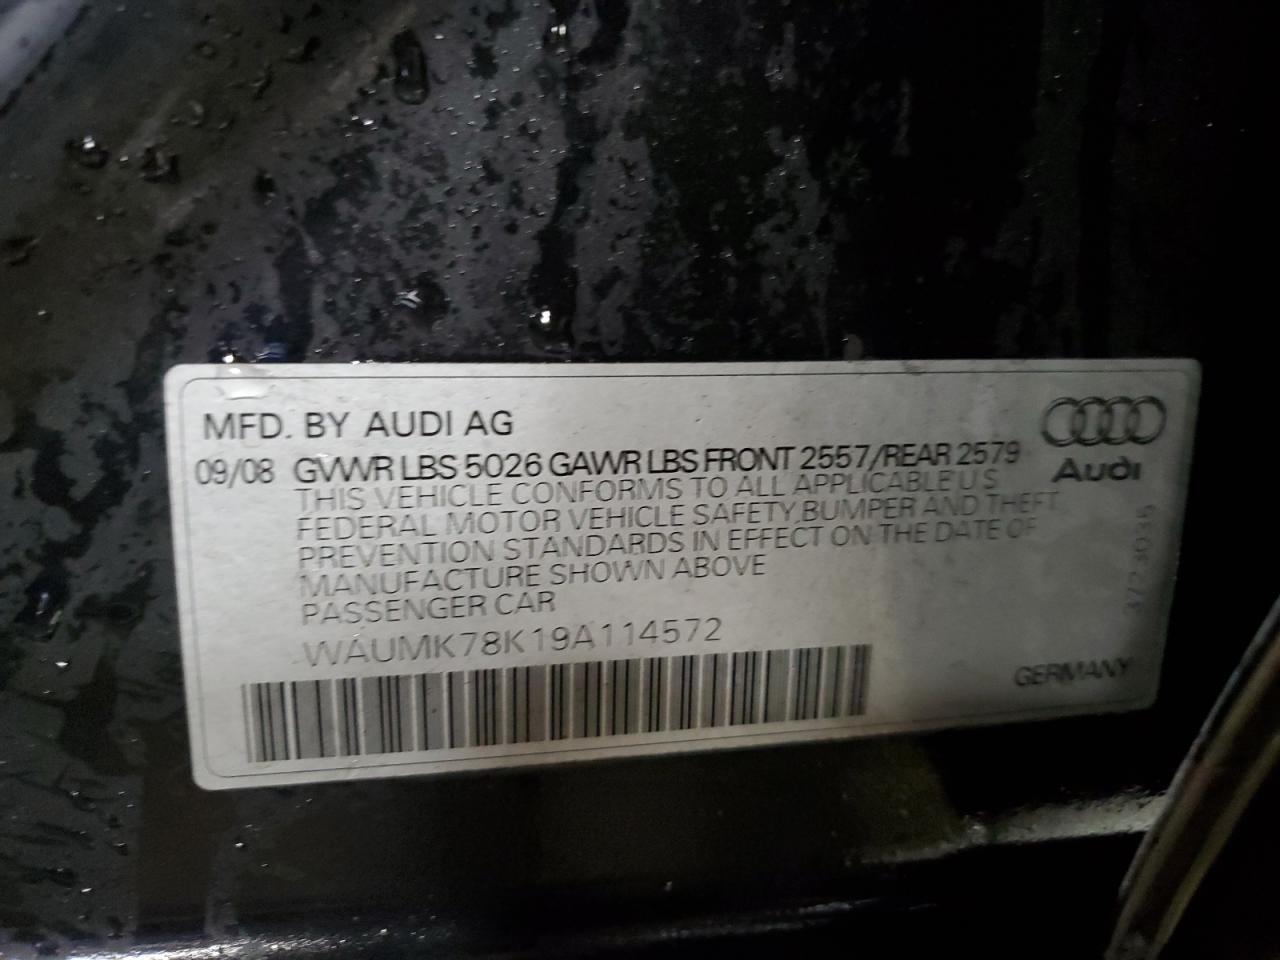 MFD. BY AUDI AG
09/08 GVWR LBS 5026 GAWR LBS FRONT 2557/REAR 2579
THIS VEHICLE CONFORMS TO ALL APPLICABLE U S
FEDERAL MOTOR VEHICLE SAFETY, BUMPER AND THEFT
PREVENTION STANDARDS IN EFFECT ON THE DATE OF
MANUFACTURE SHOWN ABOVE
PASSENGER CAR
WAUMK78K19A114572
Audi
3723035
GERMANY